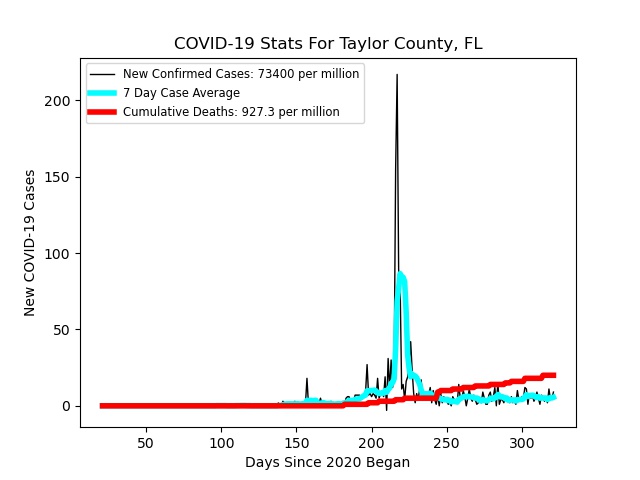 COVID-19 Stats For Taylor County, FL
New Confirmed Cases: 73400 per million
7 Day Case Average
Cumulative Deaths: 927.3 per million
New COVID-19 Cases
200
150
100
50
0
50 100 150 200 250 300
Days Since 2020 Began